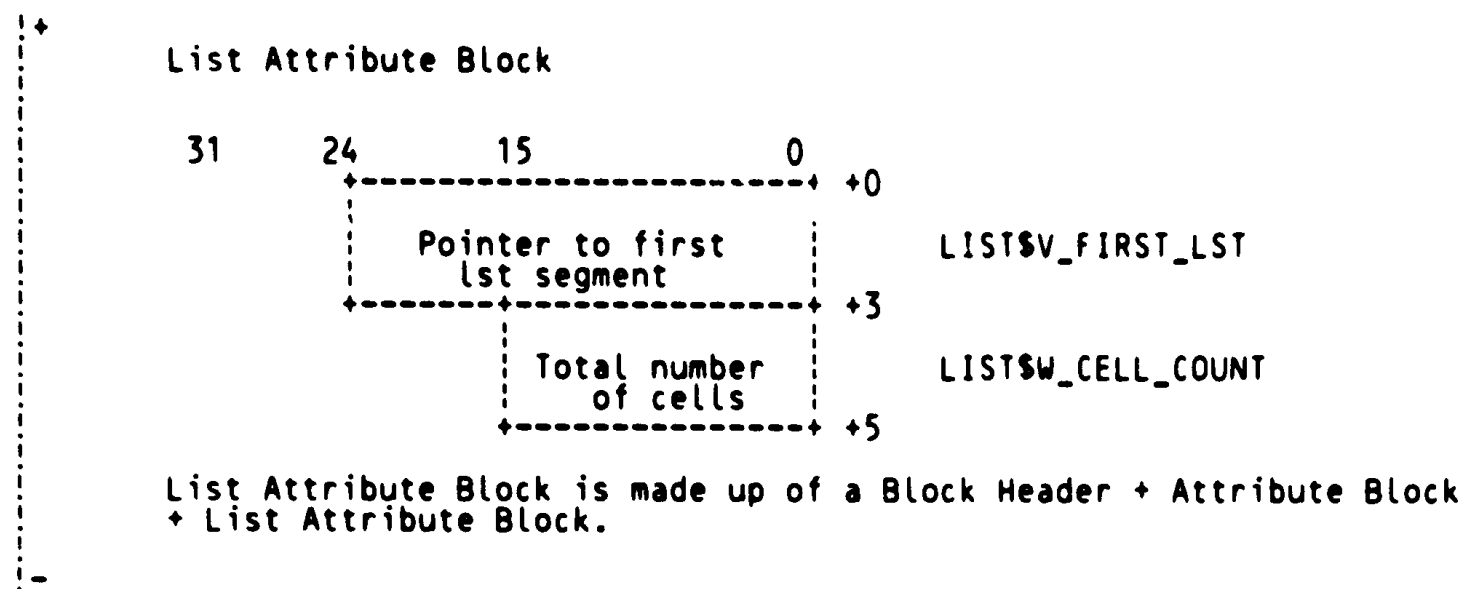 !+
List Attribute Block
31 24 15 0
+------------------------+ +0
Pointer to first LIST$V_FIRST_LST
lst segment
+-------+----------------+ +3
Total number LIST$W_CELL_COUNT
of cells
+----------------+ +5
List Attribute Block is made up of a Block Header + Attribute Block
+ List Attribute Block.
!-